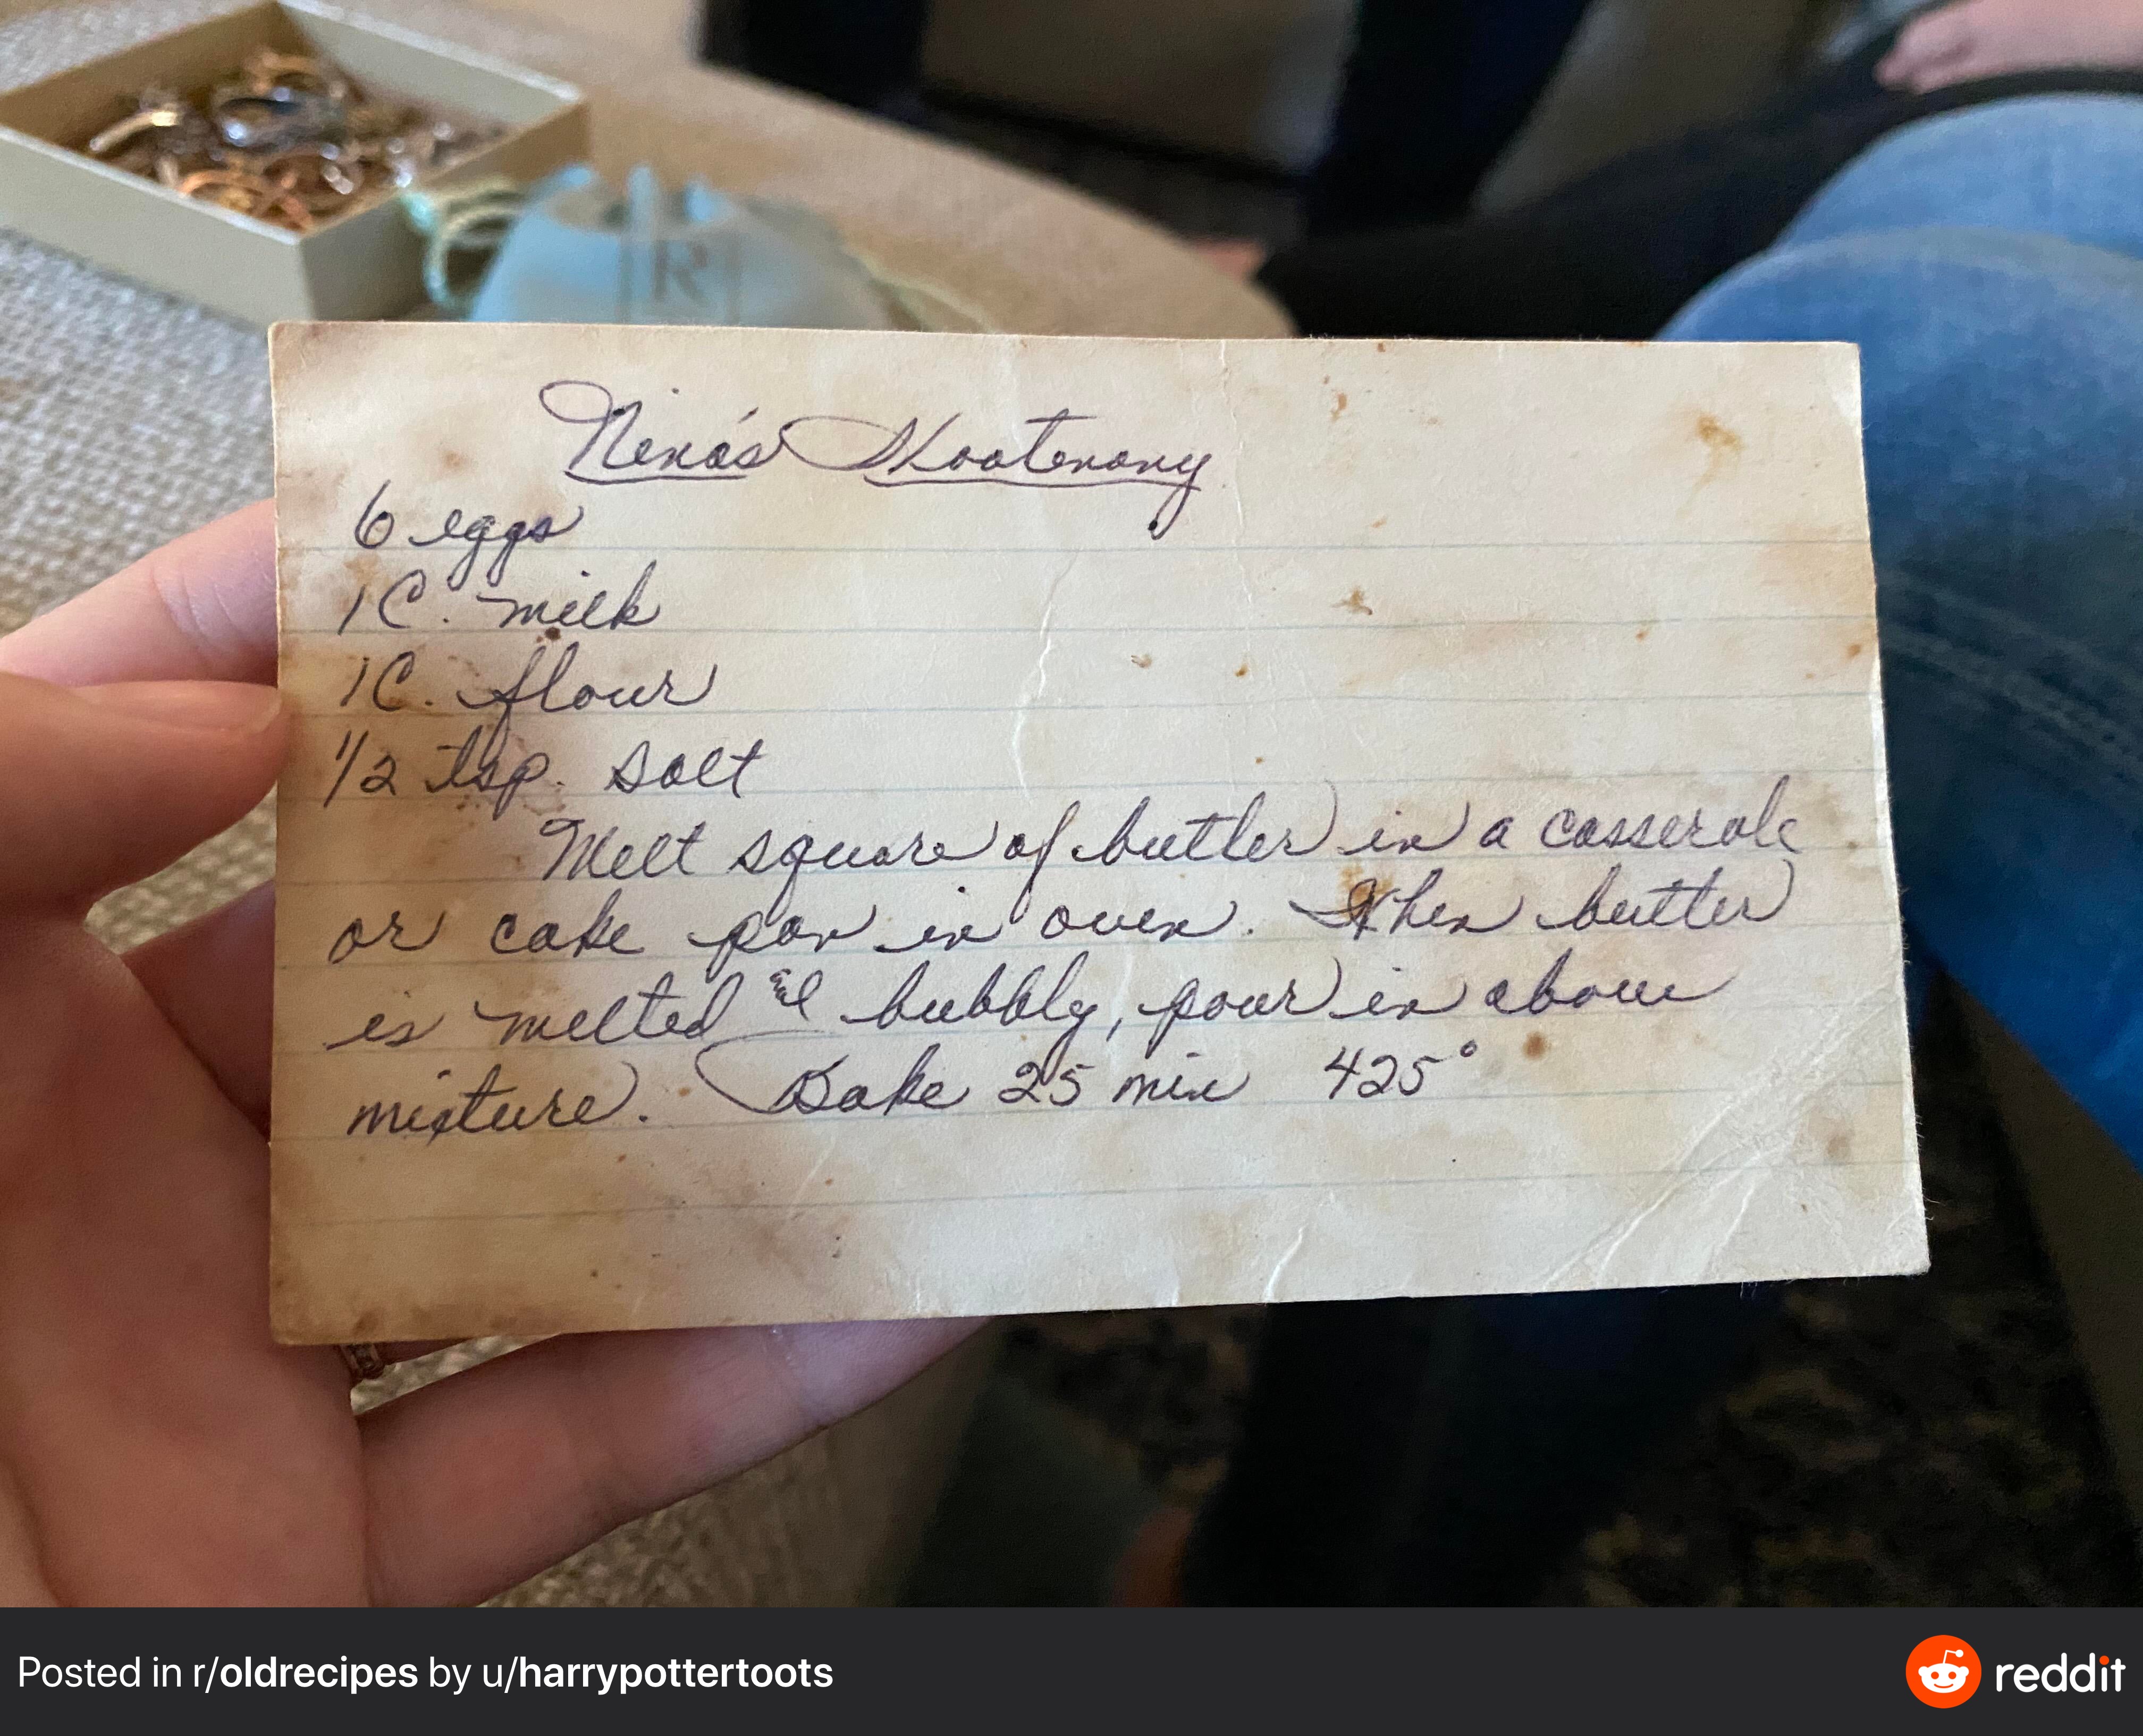 Nena's Hootenany
6 eggs
1 C. milk
1 C. flour
1/2 tsp. salt
Melt square of butter in a casserole
or cake pan in oven. When butter
is melted & bubbly, pour in above
mixture. Bake 25 min 425°
R
Posted in r/oldrecipes by u/harrypottertoots
reddit